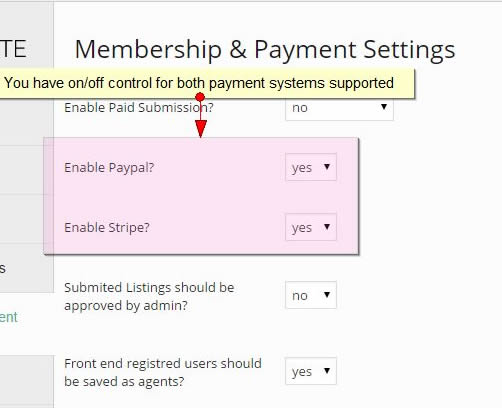 TE
Membership & Payment Settings
You have on/off control for both payment systems supported
Enable Paid Submission? no
Enable Paypal? yes
Enable Stripe? yes
s
Submited Listings should be
approved by admin? no
ent
Front end registred users should
be saved as agents? yes